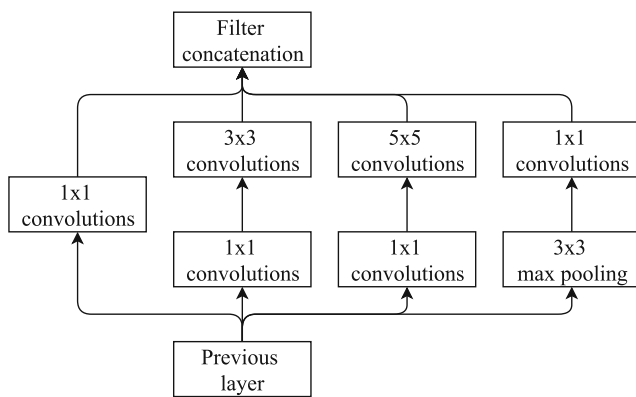 Filter
concatenation
3x3
convolutions
5x5
convolutions
1x1
convolutions
1x1
convolutions
1x1
convolutions
1x1
convolutions
3x3
max pooling
Previous
layer